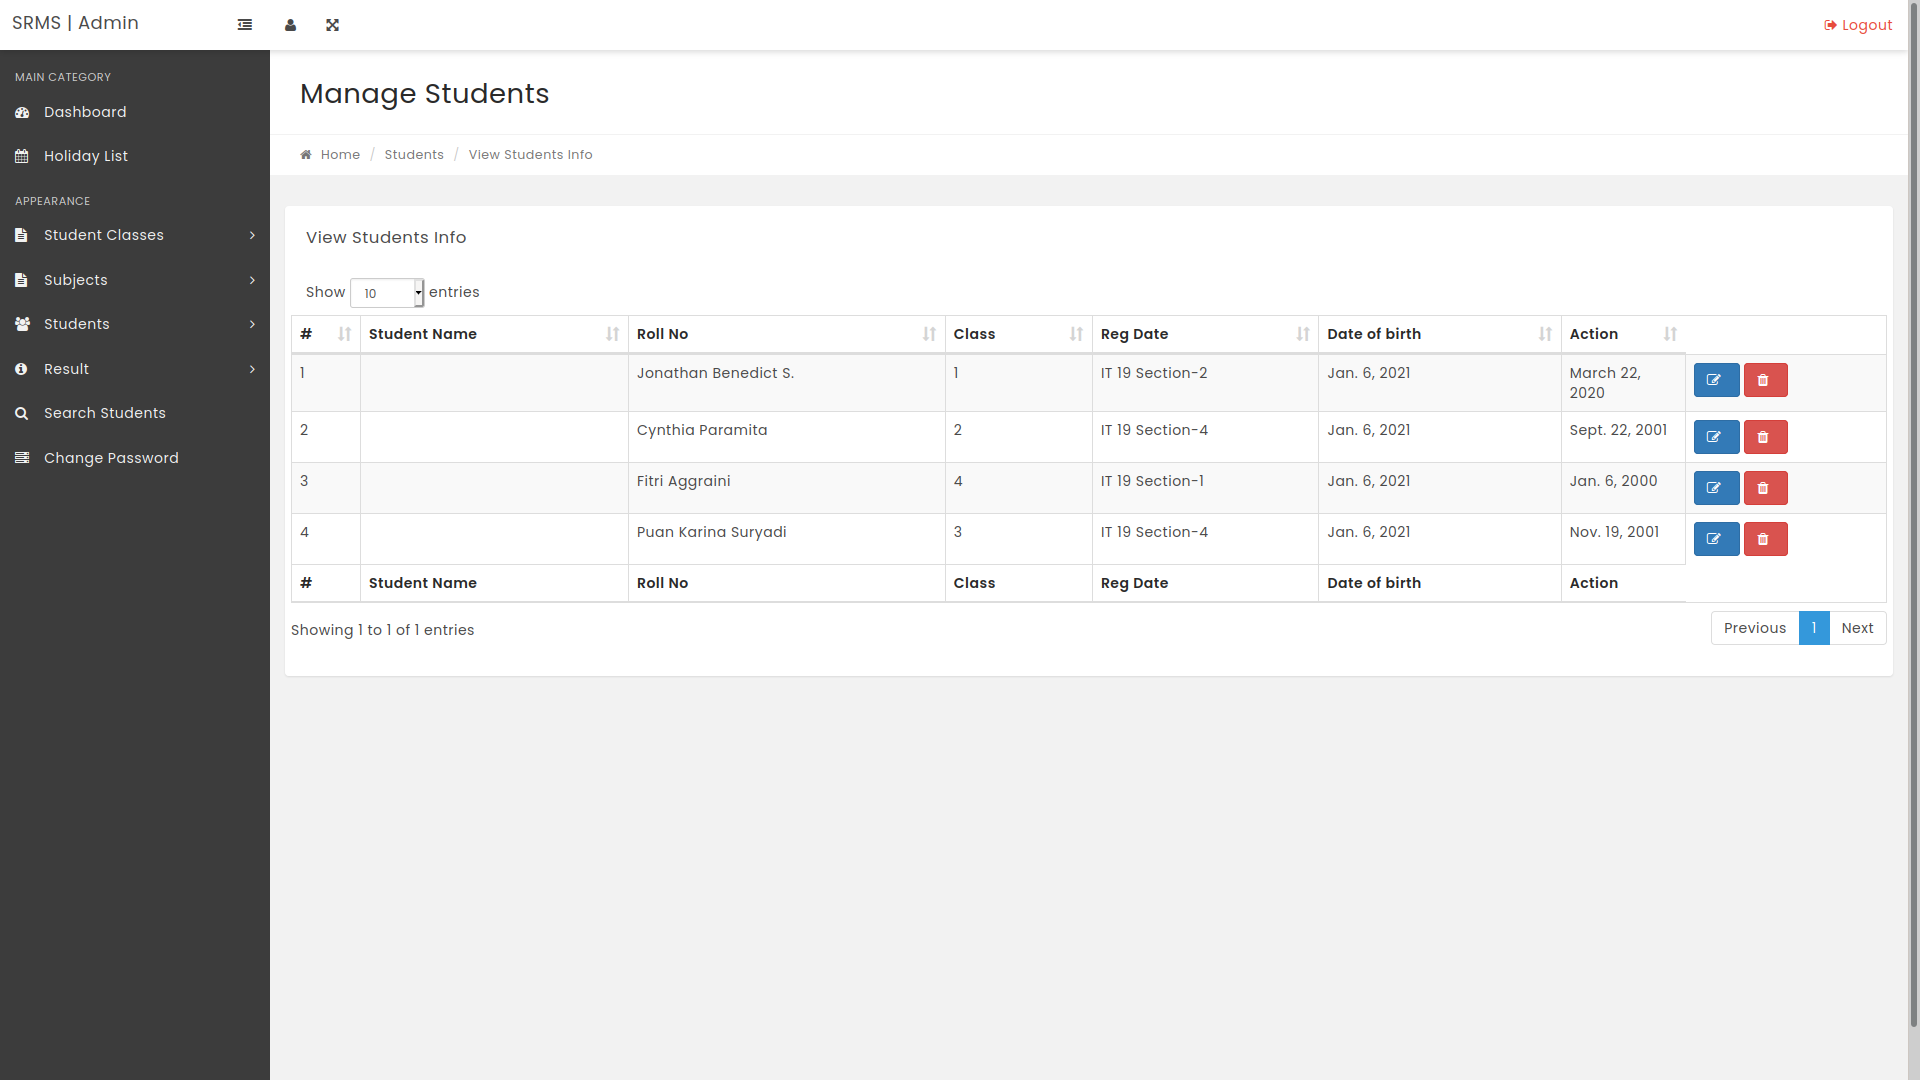 SRMS | Admin
Logout
MAIN CATEGORY
Dashboard
Holiday List
APPEARANCE
Student Classes
Subjects
Students
Result
Search Students
Change Password
Manage Students
Home / Students / View Students Info
View Students Info
Show 10 entries
# Student Name Roll No Class Reg Date Date of birth Action
1 Jonathan Benedict S. 1 IT 19 Section-2 Jan. 6, 2021 March 22,
2020
2 Cynthia Paramita 2 IT 19 Section-4 Jan. 6, 2021 Sept. 22, 2001
3 Fitri Aggraini 4 IT 19 Section-1 Jan. 6, 2021 Jan. 6, 2000
4 Puan Karina Suryadi 3 IT 19 Section-4 Jan. 6, 2021 Nov. 19, 2001
# Student Name Roll No Class Reg Date Date of birth Action
Showing 1 to 1 of 1 entries
Previous 1 Next